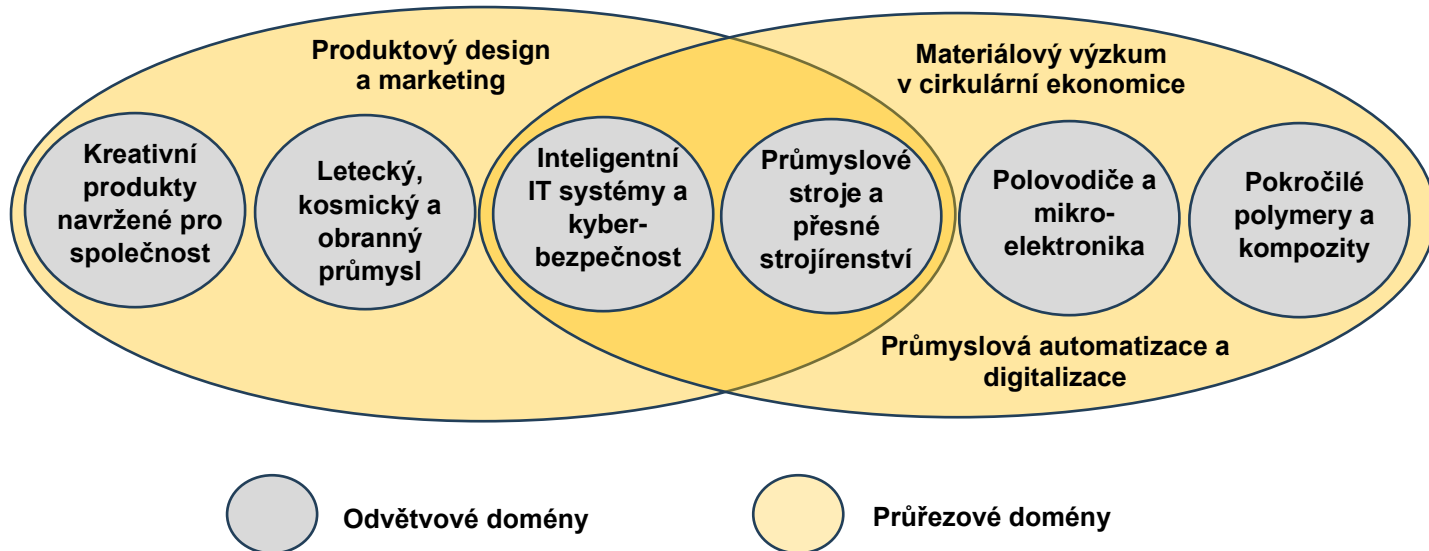 Produktový design
a marketing
Materiálový výzkum
v cirkulární ekonomice
Kreativní
produkty
navržené pro
společnost
Letecký,
kosmický a
obranný
průmysl
Inteligentní
IT systémy a
kyber-
bezpečnost
Průmyslové
stroje a
přesné
strojírenství
Polovodiče a
mikro-
elektronika
Pokročilé
polymery a
kompozity
Průmyslová automatizace a
digitalizace
Odvětvové domény
Průřezové domény